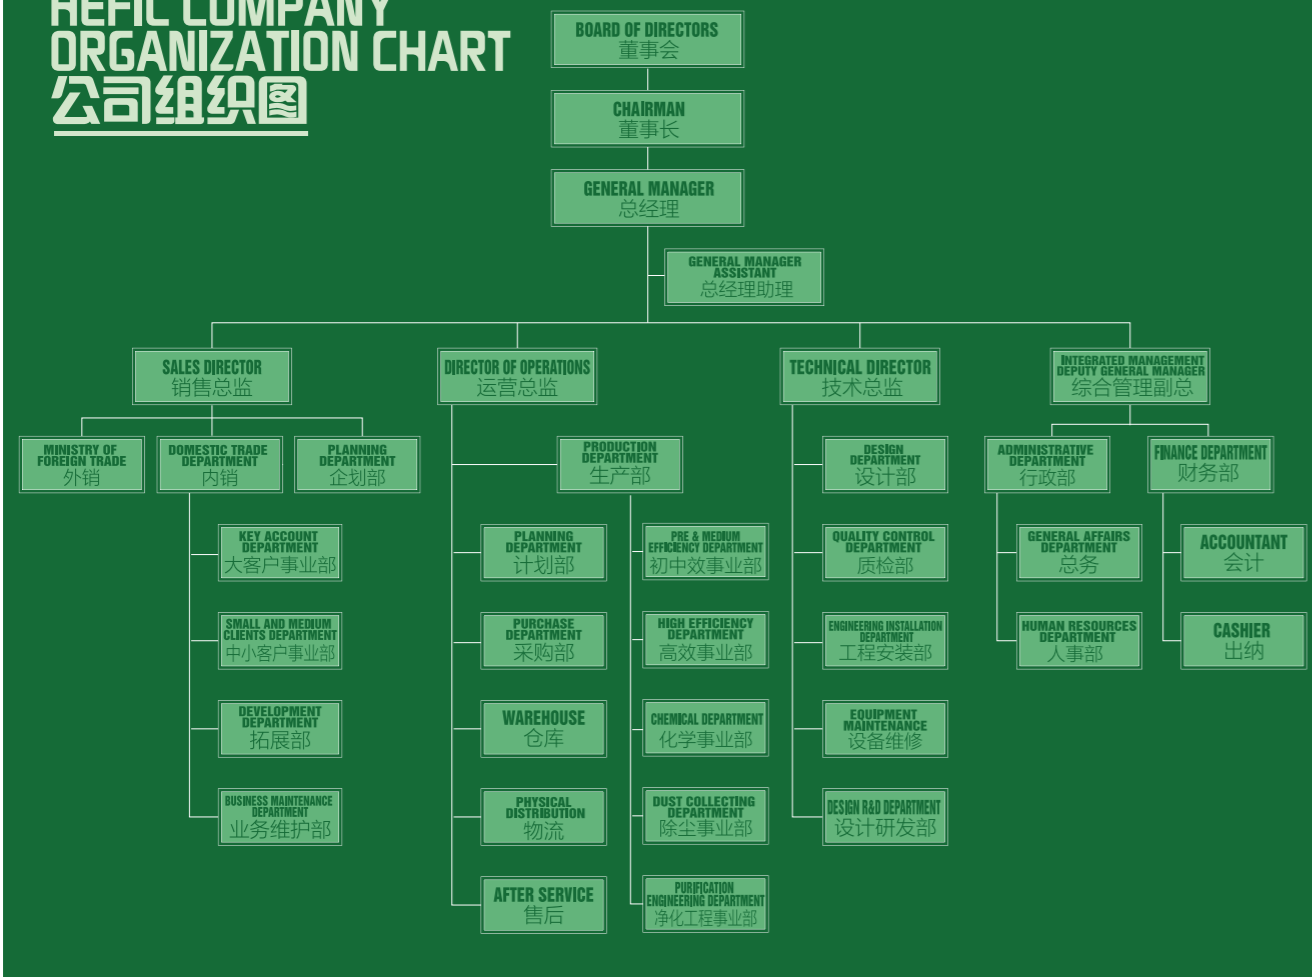 HEFIL COMPANY
ORGANIZATION CHART
公司组织图
BOARD OF DIRECTORS
董事会
CHAIRMAN
董事长
GENERAL MANAGER
总经理
GENERAL MANAGER
ASSISTANT
总经理助理
SALES DIRECTOR
销售总监
DIRECTOR OF OPERATIONS
运营总监
TECHNICAL DIRECTOR
技术总监
INTEGRATED MANAGEMENT
DEPUTY GENERAL MANAGER
综合管理副总
MINISTRY OF
FOREIGN TRADE
外销
DOMESTIC TRADE
DEPARTMENT
内销
PLANNING
DEPARTMENT
企划部
PRODUCTION
DEPARTMENT
生产部
DESIGN
DEPARTMENT
设计部
ADMINISTRATIVE
DEPARTMENT
行政部
FINANCE DEPARTMENT
财务部
KEY ACCOUNT
DEPARTMENT
大客户事业部
PLANNING
DEPARTMENT
计划部
PRE & MEDIUM
EFFICIENCY DEPARTMENT
初中效事业部
QUALITY CONTROL
DEPARTMENT
质检部
GENERAL AFFAIRS
DEPARTMENT
总务
ACCOUNTANT
会计
SMALL AND MEDIUM
CLIENTS DEPARTMENT
中小客户事业部
PURCHASE
DEPARTMENT
采购部
HIGH EFFICIENCY
DEPARTMENT
高效事业部
ENGINEERING INSTALLATION
DEPARTMENT
工程安装部
HUMAN RESOURCES
DEPARTMENT
人事部
CASHIER
出纳
DEVELOPMENT
DEPARTMENT
拓展部
WAREHOUSE
仓库
CHEMICAL DEPARTMENT
化学事业部
EQUIPMENT
MAINTENANCE
设备维修
BUSINESS MAINTENANCE
DEPARTMENT
业务维护部
PHYSICAL
DISTRIBUTION
物流
DUST COLLECTING
DEPARTMENT
除尘事业部
DESIGN R&D DEPARTMENT
设计研发部
AFTER SERVICE
售后
PURIFICATION
ENGINEERING DEPARTMENT
净化工程事业部